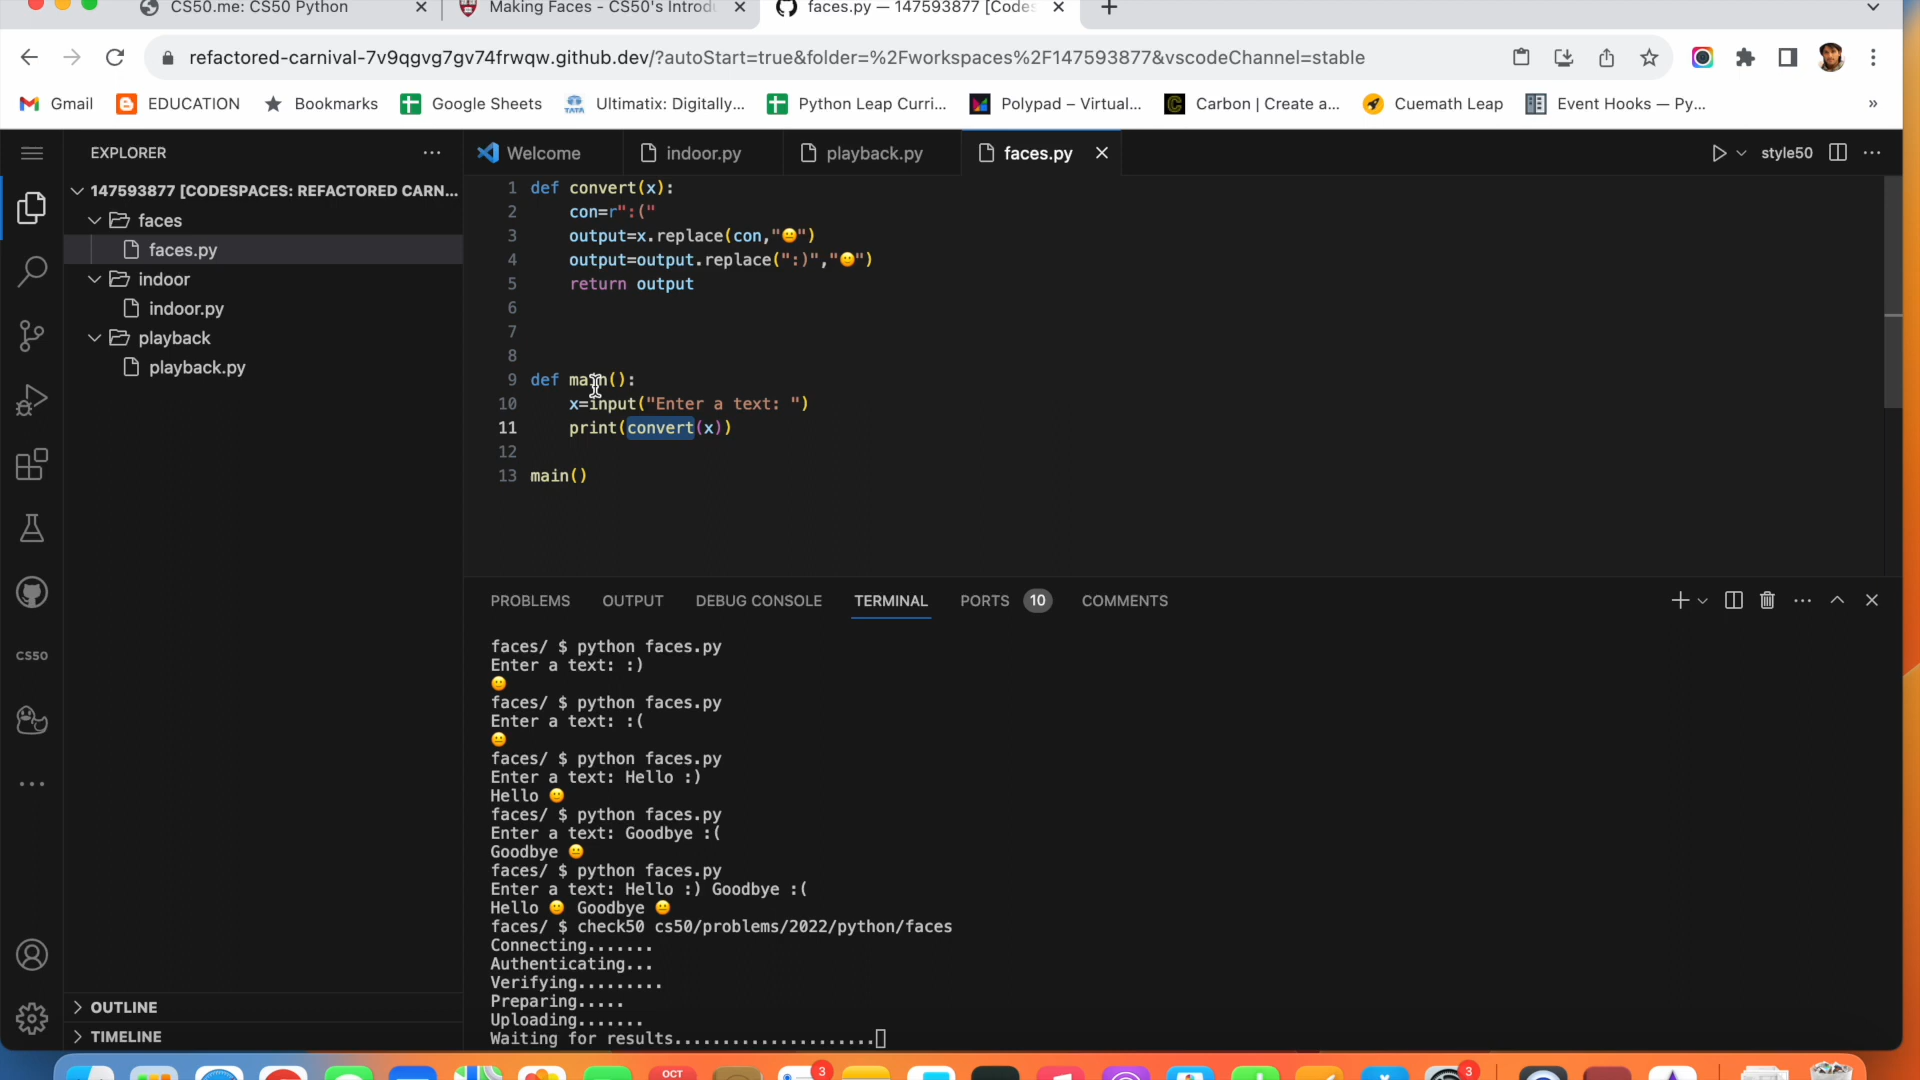 CS50.me: CS50 Python
Making Faces - CS50's Introdu
faces.py — 147593877 [Codes
refactored-carnival-7v9qgvg7gv74frwqw.github.dev/?autoStart=true&folder=%2Fworkspaces%2F147593877&vscodeChannel=stable
Gmail EDUCATION Bookmarks Google Sheets Ultimatix: Digitally... Python Leap Curri... Polypad – Virtual... Carbon | Create a... Cuemath Leap Event Hooks — Py... »
EXPLORER
Welcome indoor.py playback.py faces.py style50
147593877 [CODESPACES: REFACTORED CARN...
faces
faces.py
indoor
indoor.py
playback
playback.py
CS50
OUTLINE
TIMELINE
1 def convert(x):
2 con=r":("
3 output=x.replace(con,"😐")
4 output=output.replace(":)","🙂")
5 return output
6
7
8
9 def main():
10 x=input("Enter a text: ")
11 print(convert(x))
12
13 main()
PROBLEMS OUTPUT DEBUG CONSOLE TERMINAL PORTS 10 COMMENTS
faces/ $ python faces.py
Enter a text: :)
🙂
faces/ $ python faces.py
Enter a text: :(
😐
faces/ $ python faces.py
Enter a text: Hello :)
Hello 🙂
faces/ $ python faces.py
Enter a text: Goodbye :(
Goodbye 😐
faces/ $ python faces.py
Enter a text: Hello :) Goodbye :(
Hello 🙂 Goodbye 😐
faces/ $ check50 cs50/problems/2022/python/faces
Connecting.......
Authenticating...
Verifying.........
Preparing.....
Uploading.......
Waiting for results.....................
OCT
3
3